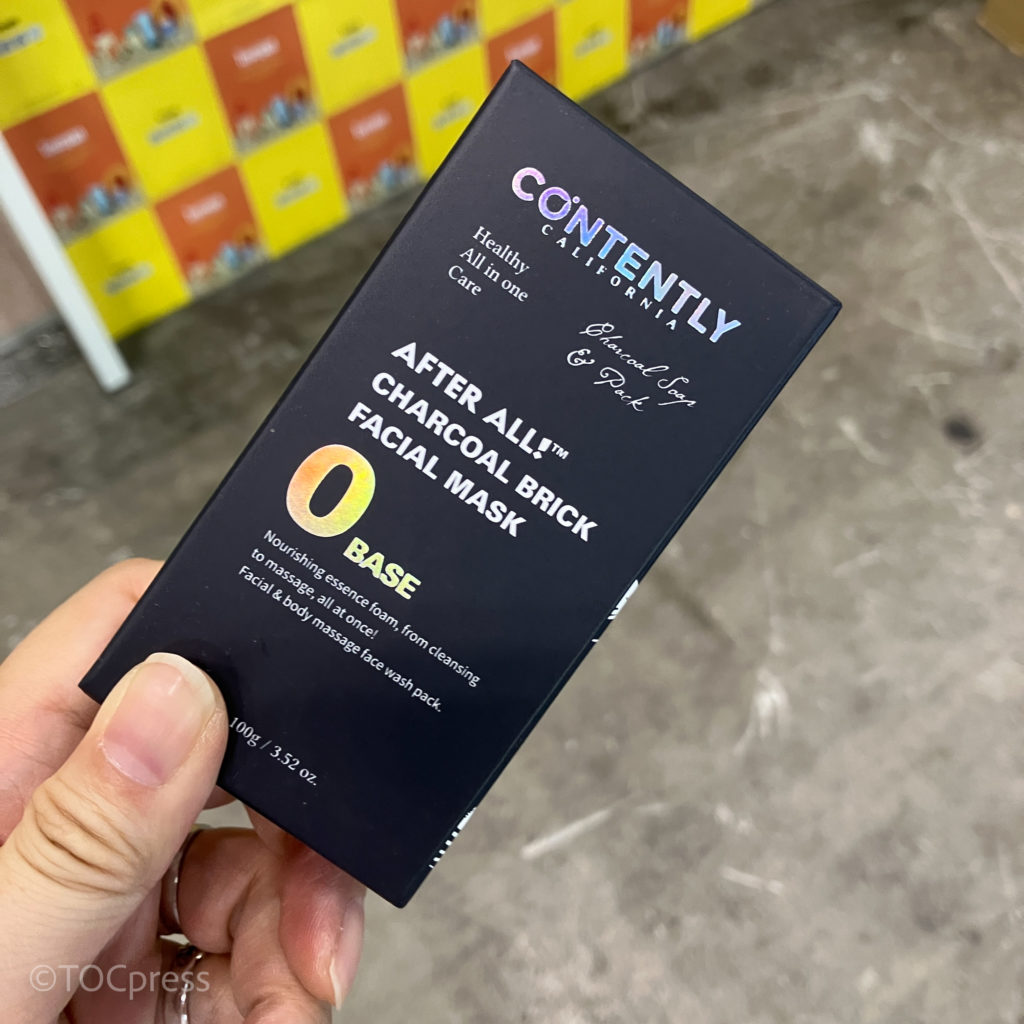 CONTENTLY
CALIFORNIA
Healthy
All in one
Care
Charcoal Soap
& Pack
AFTER ALL!™
CHARCOAL BRICK
FACIAL MASK
0 BASE
Nourishing essence foam, from cleansing
to massage, all at once!
Facial & body massage face wash pack.
100g / 3.52 oz.
©TOCpress